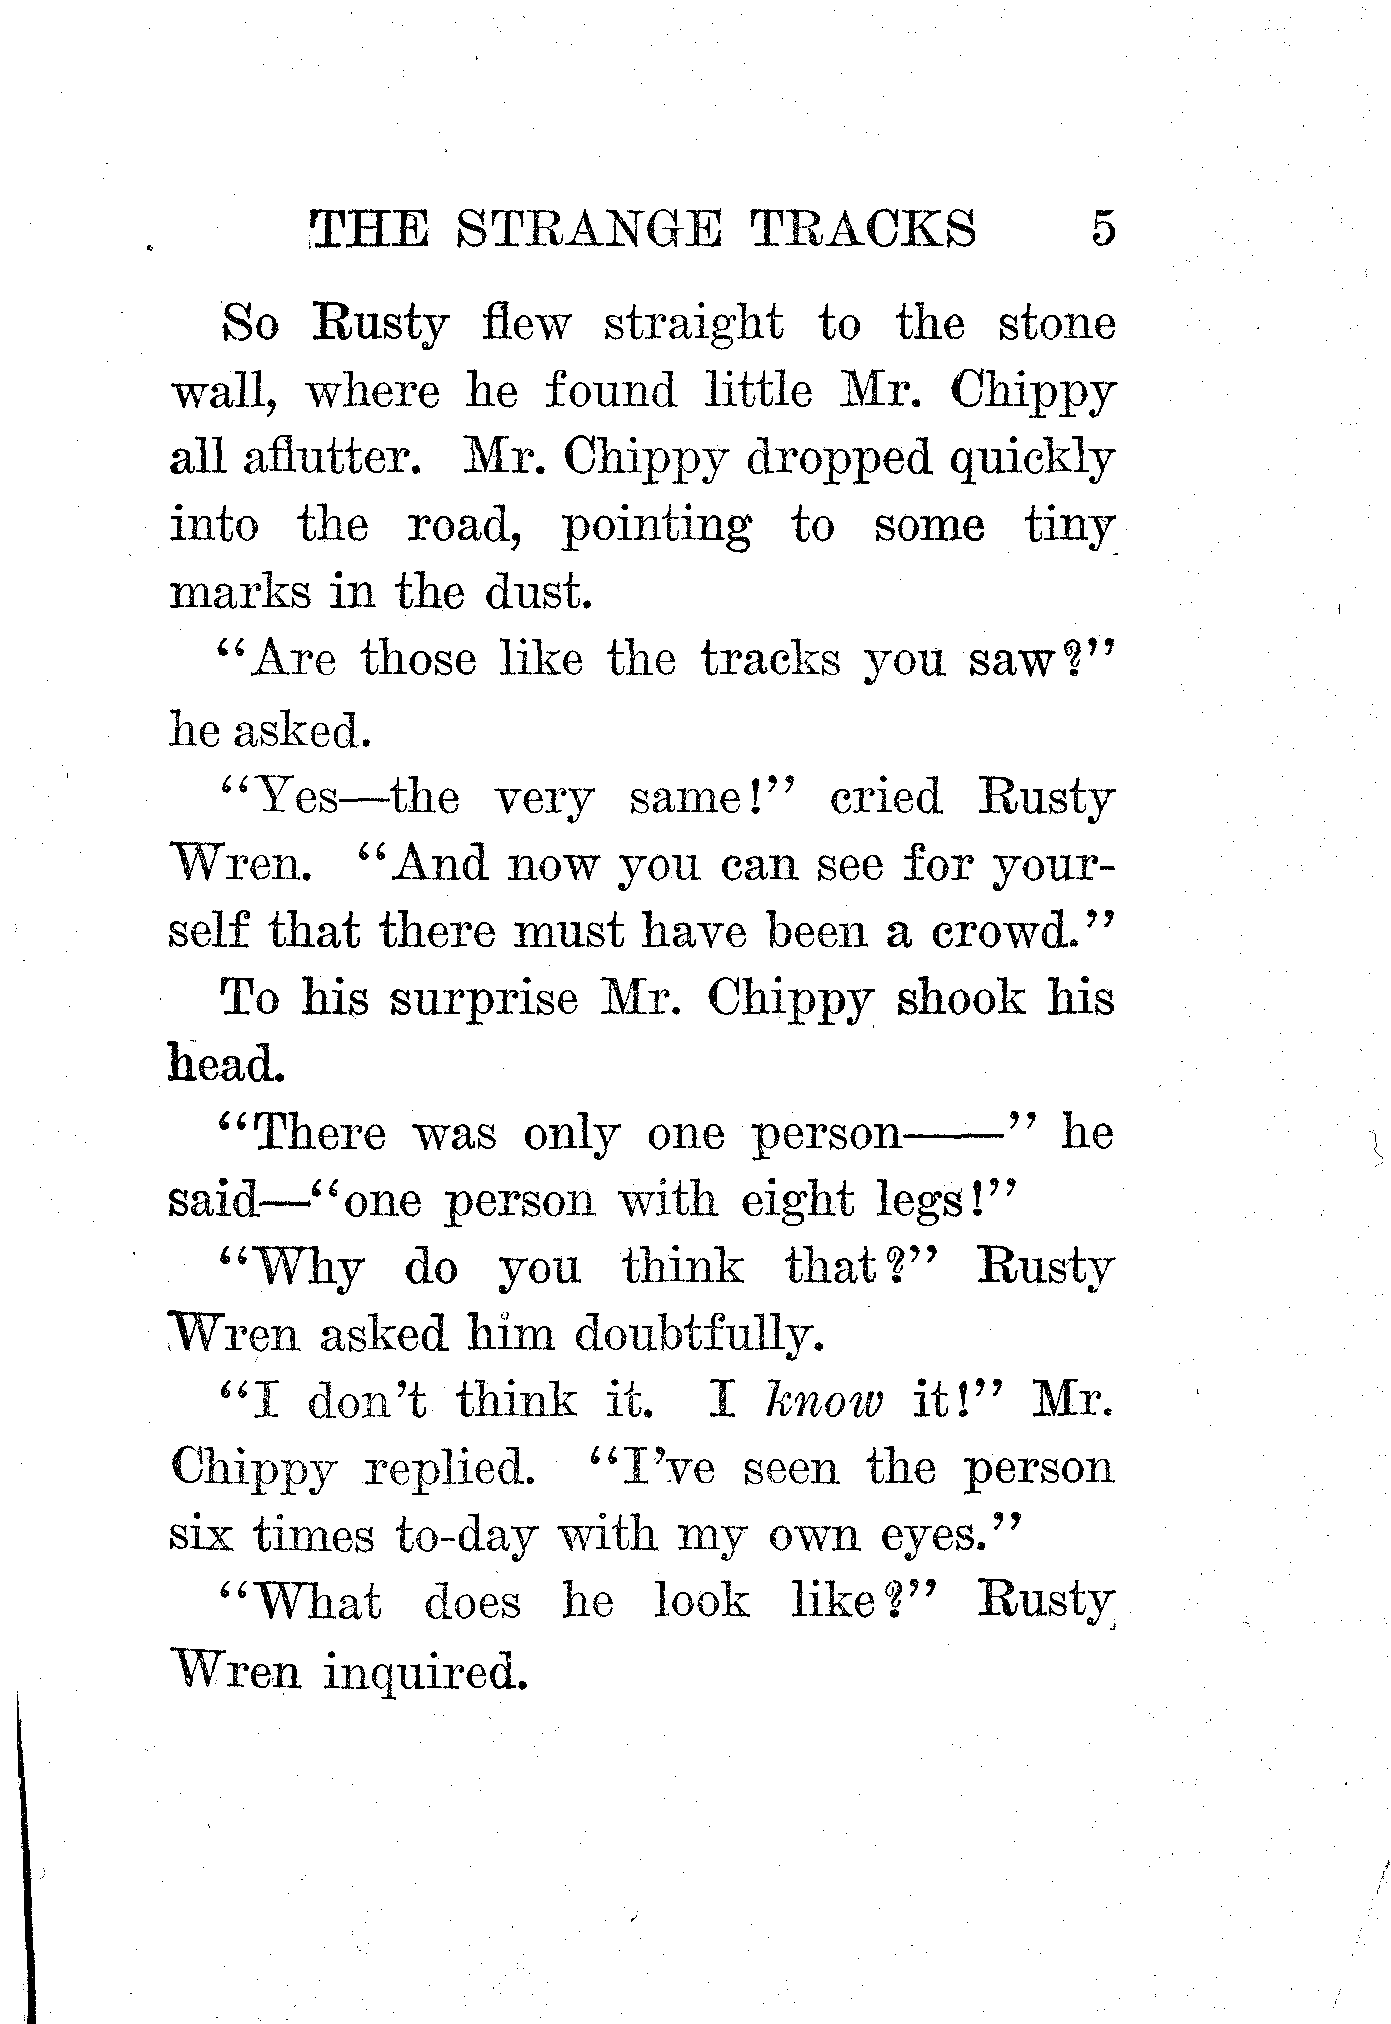 THE STRANGE TRACKS 5
So Rusty flew straight to the stone
wall, where he found little Mr. Chippy
all aflutter. Mr. Chippy dropped quickly
into the road, pointing to some tiny
marks in the dust.
“Are those like the tracks you saw?”
he asked.
“Yes—the very same!” cried Rusty
Wren. “And now you can see for your-
self that there must have been a crowd.”
To his surprise Mr. Chippy shook his
head.
“There was only one person——” he
said—“one person with eight legs!”
“Why do you think that?” Rusty
Wren asked him doubtfully.
“I don't think it. I know it!” Mr.
Chippy replied. “I've seen the person
six times to-day with my own eyes.”
“What does he look like?” Rusty
Wren inquired.